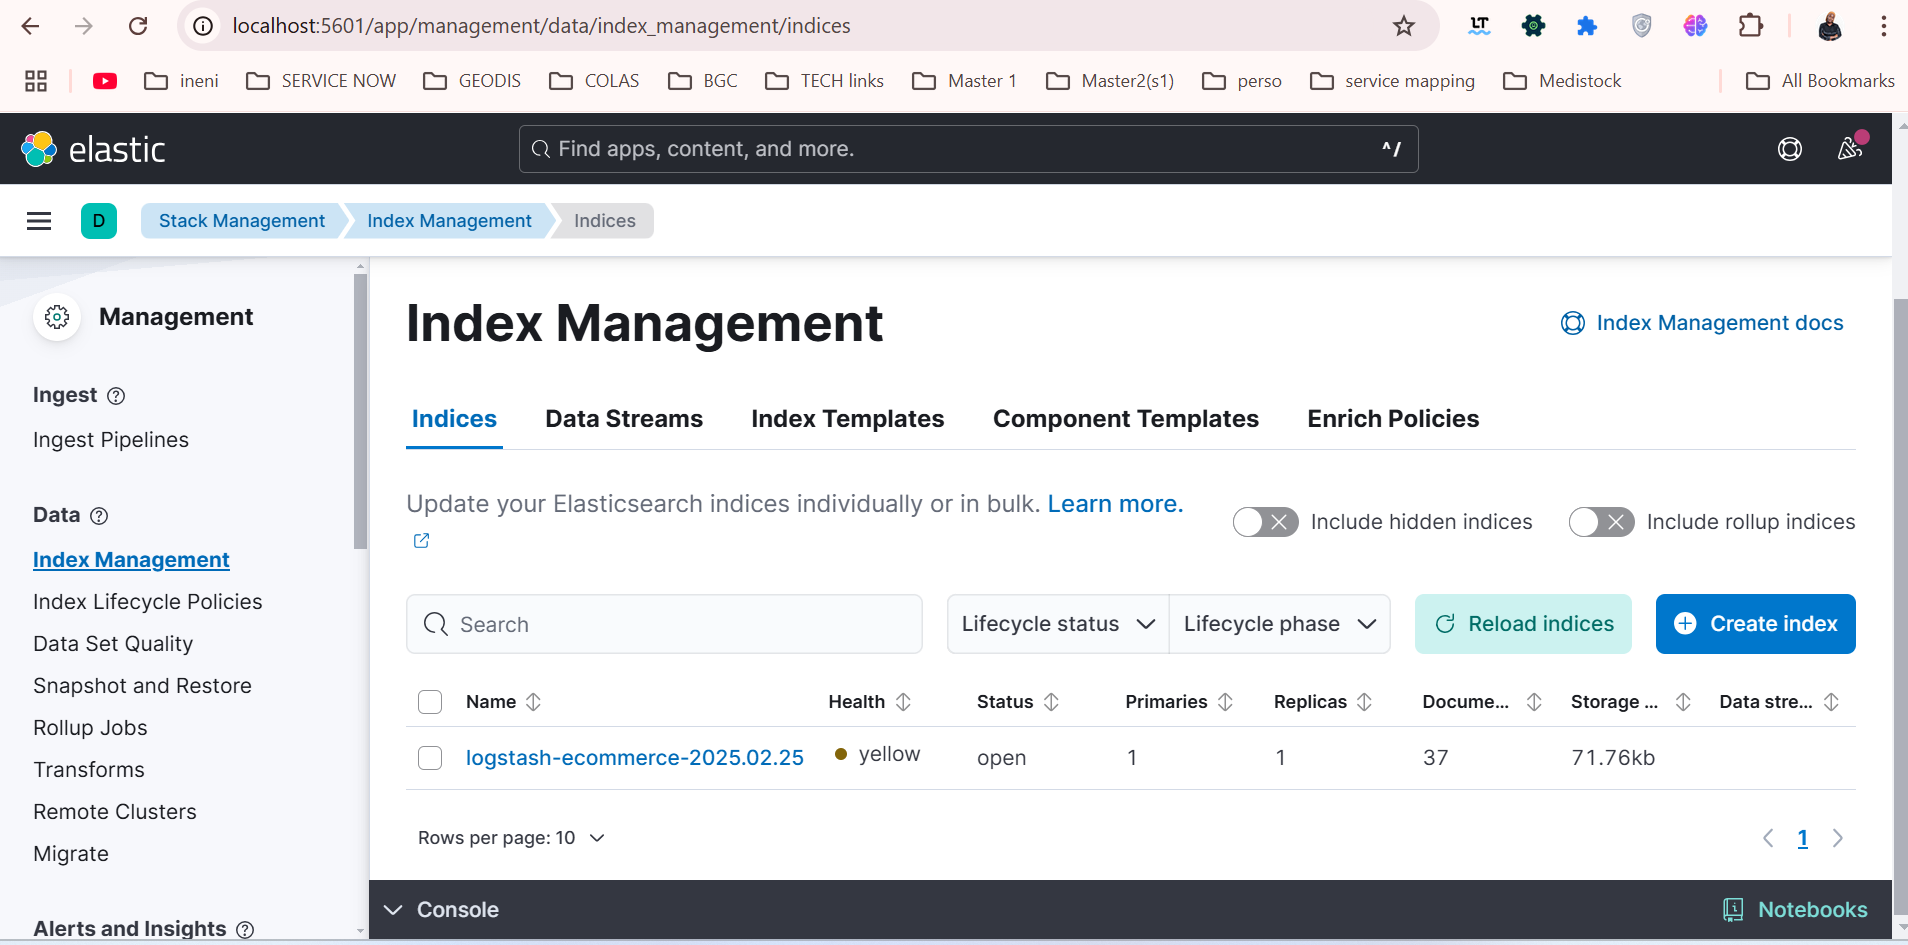 localhost:5601/app/management/data/index_management/indices
LT
ineni SERVICE NOW GEODIS COLAS BGC TECH links Master 1 Master2(s1) perso service mapping Medistock All Bookmarks
elastic Find apps, content, and more. ^/
D Stack Management Index Management Indices
Management
Ingest
Ingest Pipelines
Data
Index Management
Index Lifecycle Policies
Data Set Quality
Snapshot and Restore
Rollup Jobs
Transforms
Remote Clusters
Migrate
Alerts and Insights
Index Management Index Management docs
Indices Data Streams Index Templates Component Templates Enrich Policies
Update your Elasticsearch indices individually or in bulk. Learn more.
Include hidden indices Include rollup indices
Search Lifecycle status Lifecycle phase Reload indices Create index
Name Health Status Primaries Replicas Docume... Storage ... Data stre...
logstash-ecommerce-2025.02.25 yellow open 1 1 37 71.76kb
Rows per page: 10 1
Console Notebooks